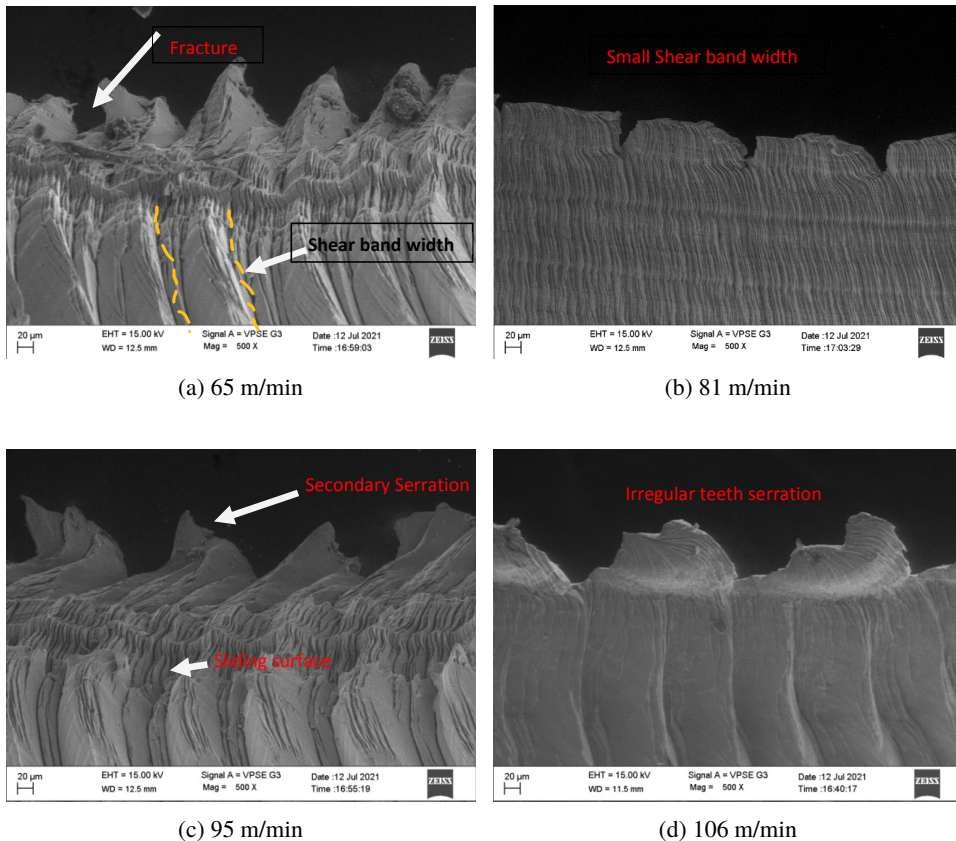 Fracture
Shear band width
20 µm
EHT = 15.00 kV
WD = 12.5 mm
Signal A = VPSE G3
Mag = 500 X
Date :12 Jul 2021
Time :16:59:03
ZEISS
(a) 65 m/min
Small Shear band width
20 µm
EHT = 15.00 kV
WD = 12.5 mm
Signal A = VPSE G3
Mag = 500 X
Date :12 Jul 2021
Time :17:03:29
ZEISS
(b) 81 m/min
Secondary Serration
Sliding surface
20 µm
EHT = 15.00 kV
WD = 12.5 mm
Signal A = VPSE G3
Mag = 500 X
Date :12 Jul 2021
Time :16:55:19
ZEISS
(c) 95 m/min
Irregular teeth serration
20 µm
EHT = 15.00 kV
WD = 11.5 mm
Signal A = VPSE G3
Mag = 500 X
Date :12 Jul 2021
Time :16:40:17
ZEISS
(d) 106 m/min